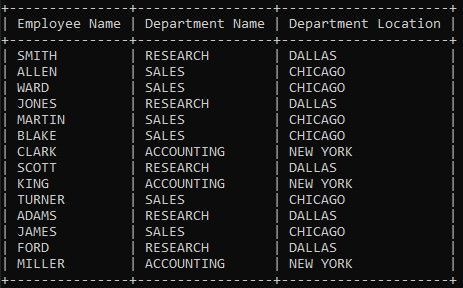 +---------------+-----------------+---------------------+
| Employee Name | Department Name | Department Location |
+---------------+-----------------+---------------------+
| SMITH         | RESEARCH        | DALLAS              |
| ALLEN         | SALES           | CHICAGO             |
| WARD          | SALES           | CHICAGO             |
| JONES         | RESEARCH        | DALLAS              |
| MARTIN        | SALES           | CHICAGO             |
| BLAKE         | SALES           | CHICAGO             |
| CLARK         | ACCOUNTING      | NEW YORK            |
| SCOTT         | RESEARCH        | DALLAS              |
| KING          | ACCOUNTING      | NEW YORK            |
| TURNER        | SALES           | CHICAGO             |
| ADAMS         | RESEARCH        | DALLAS              |
| JAMES         | SALES           | CHICAGO             |
| FORD          | RESEARCH        | DALLAS              |
| MILLER        | ACCOUNTING      | NEW YORK            |
+---------------+-----------------+---------------------+